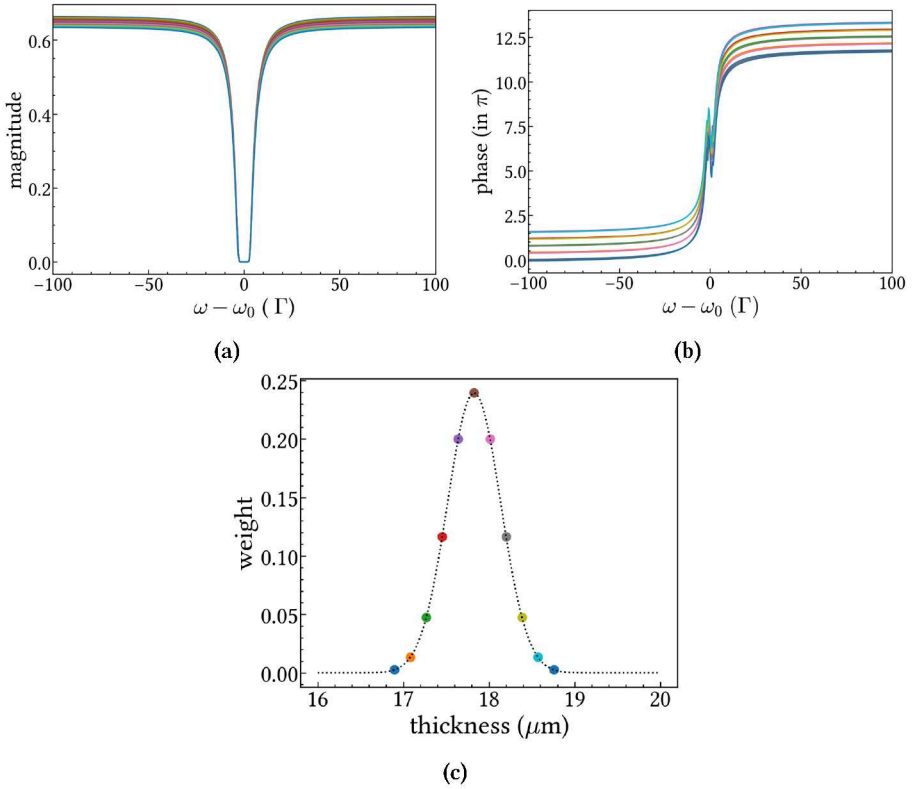 0.6
0.4
0.2
0.0
magnitude
−100 −50 0 50 100
ω − ω0 ( Γ)
(a)
12.5
10.0
7.5
5.0
2.5
0.0
phase (in π)
−100 −50 0 50 100
ω − ω0 (Γ)
(b)
0.25
0.20
0.15
0.10
0.05
0.00
weight
16 17 18 19 20
thickness (μm)
(c)